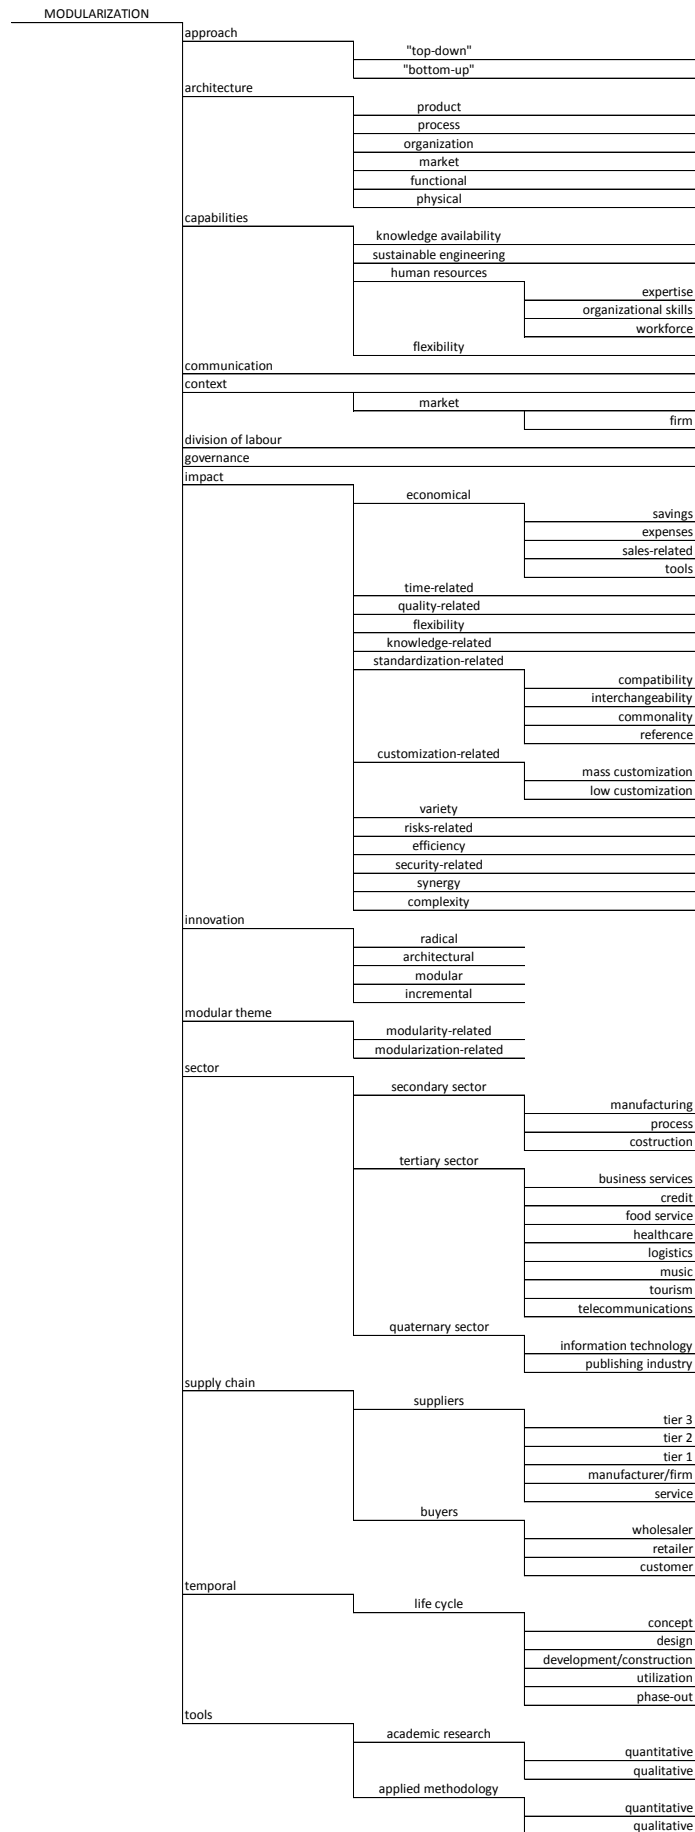 MODULARIZATION
approach
"top-down"
"bottom-up"
architecture
product
process
organization
market
functional
physical
capabilities
knowledge availability
sustainable engineering
human resources
expertise
organizational skills
workforce
flexibility
communication
context
market
firm
division of labour
governance
impact
economical
savings
expenses
sales-related
tools
time-related
quality-related
flexibility
knowledge-related
standardization-related
compatibility
interchangeability
commonality
reference
customization-related
mass customization
low customization
variety
risks-related
efficiency
security-related
synergy
complexity
innovation
radical
architectural
modular
incremental
modular theme
modularity-related
modularization-related
sector
secondary sector
manufacturing
process
costruction
tertiary sector
business services
credit
food service
healthcare
logistics
music
tourism
telecommunications
quaternary sector
information technology
publishing industry
supply chain
suppliers
tier 3
tier 2
tier 1
manufacturer/firm
service
buyers
wholesaler
retailer
customer
temporal
life cycle
concept
design
development/construction
utilization
phase-out
tools
academic research
quantitative
qualitative
applied methodology
quantitative
qualitative